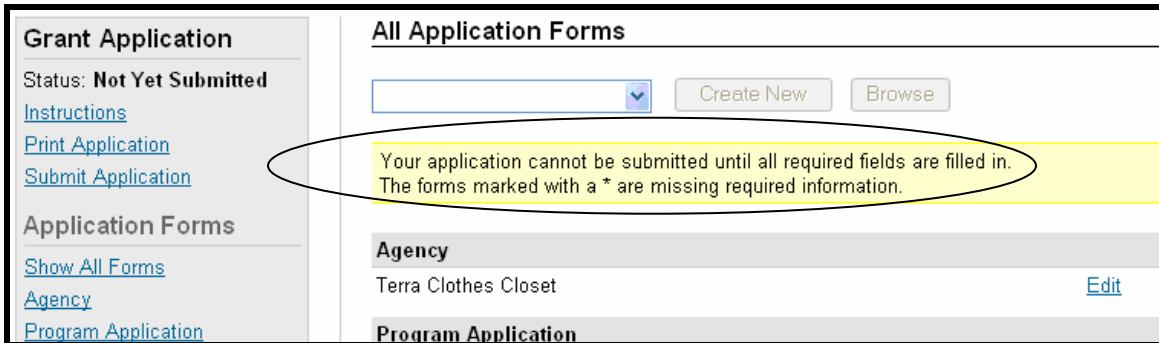 Grant Application
Status: Not Yet Submitted
Instructions
Print Application
Submit Application
Application Forms
Show All Forms
Agency
Program Application
All Application Forms
Create New
Browse
Your application cannot be submitted until all required fields are filled in.
The forms marked with a * are missing required information.
Agency
Terra Clothes Closet Edit
Program Application